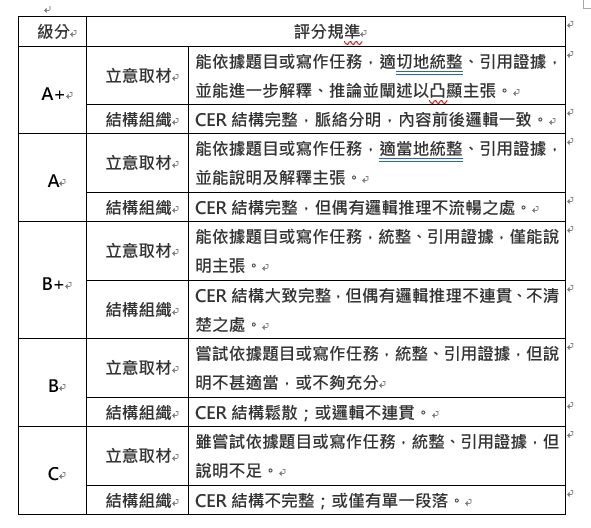 級分 評分規準
A+ 立意取材 能依據題目或寫作任務，適切地統整、引用證據，
並能進一步解釋、推論並闡述以凸顯主張。
結構組織 CER 結構完整，脈絡分明，內容前後邏輯一致。
A 立意取材 能依據題目或寫作任務，適當地統整、引用證據，
並能說明及解釋主張。
結構組織 CER 結構完整，但偶有邏輯推理不流暢之處。
B+ 立意取材 能依據題目或寫作任務，統整、引用證據，僅能說
明主張。
結構組織 CER 結構大致完整，但偶有邏輯推理不連貫、不清
楚之處。
B 立意取材 嘗試依據題目或寫作任務，統整、引用證據，但說
明不甚適當，或不夠充分
結構組織 CER 結構鬆散；或邏輯不連貫。
C 立意取材 雖嘗試依據題目或寫作任務，統整、引用證據，但
說明不足。
結構組織 CER 結構不完整；或僅有單一段落。